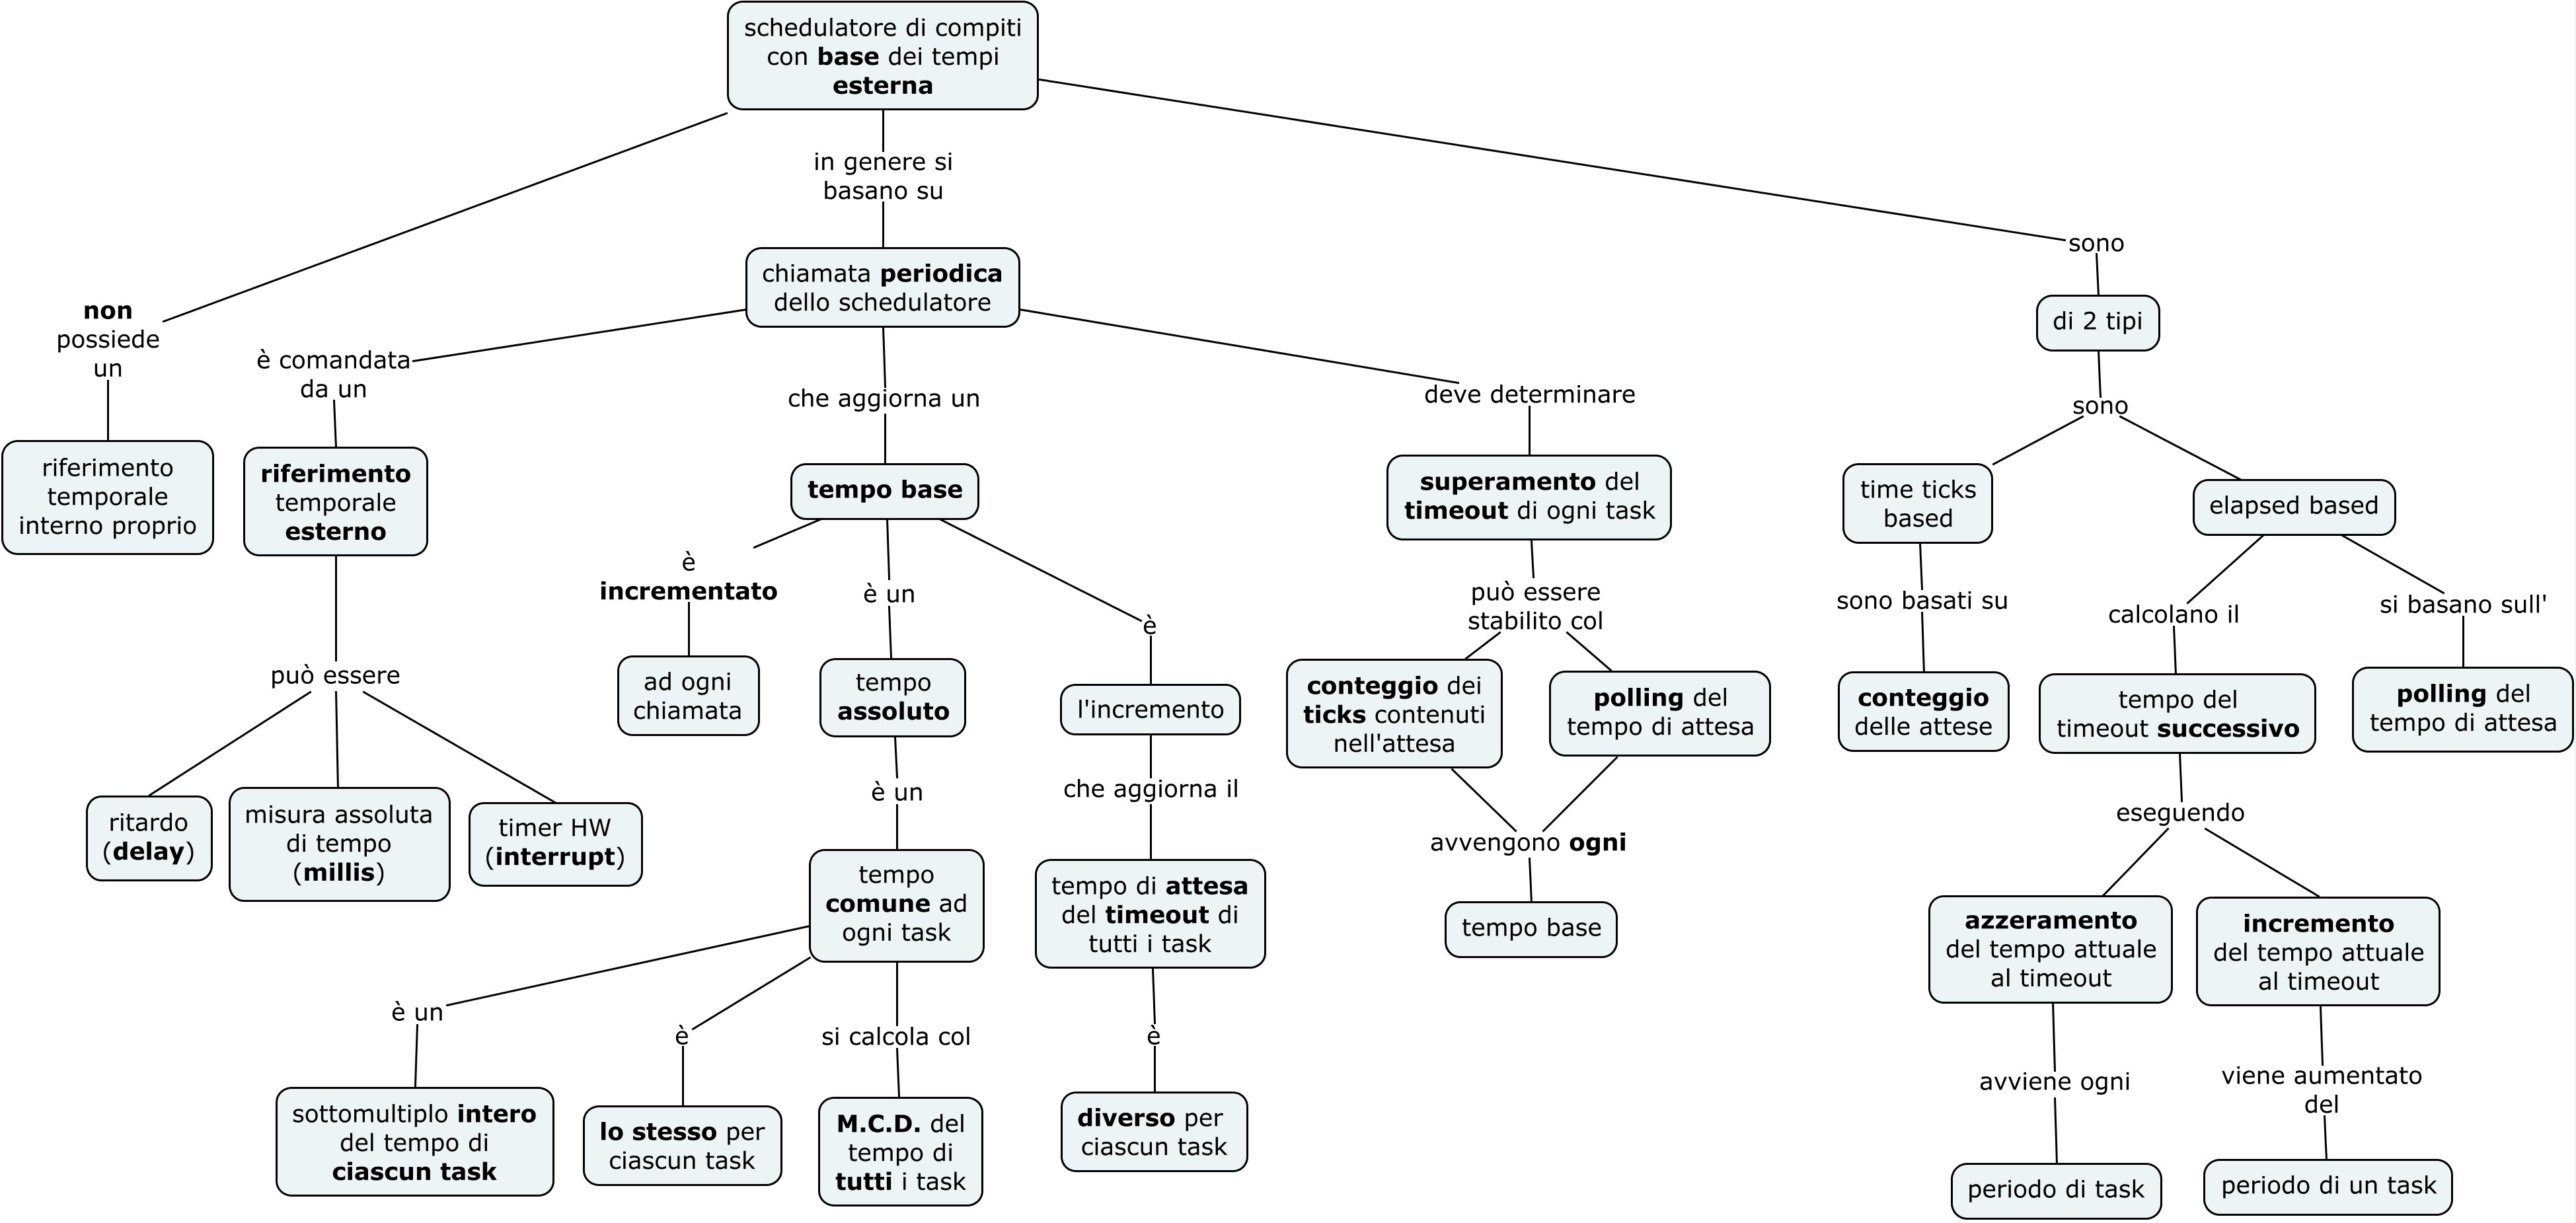 schedulatore di compiti
con base dei tempi
esterna
in genere si
basano su
sono
chiamata periodica
dello schedulatore
di 2 tipi
non
possiede
un
è comandata
da un
che aggiorna un
deve determinare
sono
riferimento
temporale
interno proprio
riferimento
temporale
esterno
tempo base
superamento del
timeout di ogni task
time ticks
based
elapsed based
è
incrementato
è un
è
può essere
stabilito col
sono basati su
calcolano il
si basano sull'
può essere
ad ogni
chiamata
tempo
assoluto
l'incremento
conteggio dei
ticks contenuti
nell'attesa
polling del
tempo di attesa
conteggio
delle attese
tempo del
timeout successivo
polling del
tempo di attesa
ritardo
(delay)
misura assoluta
di tempo
(millis)
timer HW
(interrupt)
è un
che aggiorna il
avvengono ogni
eseguendo
tempo
comune ad
ogni task
tempo di attesa
del timeout di
tutti i task
tempo base
azzeramento
del tempo attuale
al timeout
incremento
del tempo attuale
al timeout
è un
è
si calcola col
è
avviene ogni
viene aumentato
del
sottomultiplo intero
del tempo di
ciascun task
lo stesso per
ciascun task
M.C.D. del
tempo di
tutti i task
diverso per
ciascun task
periodo di task
periodo di un task